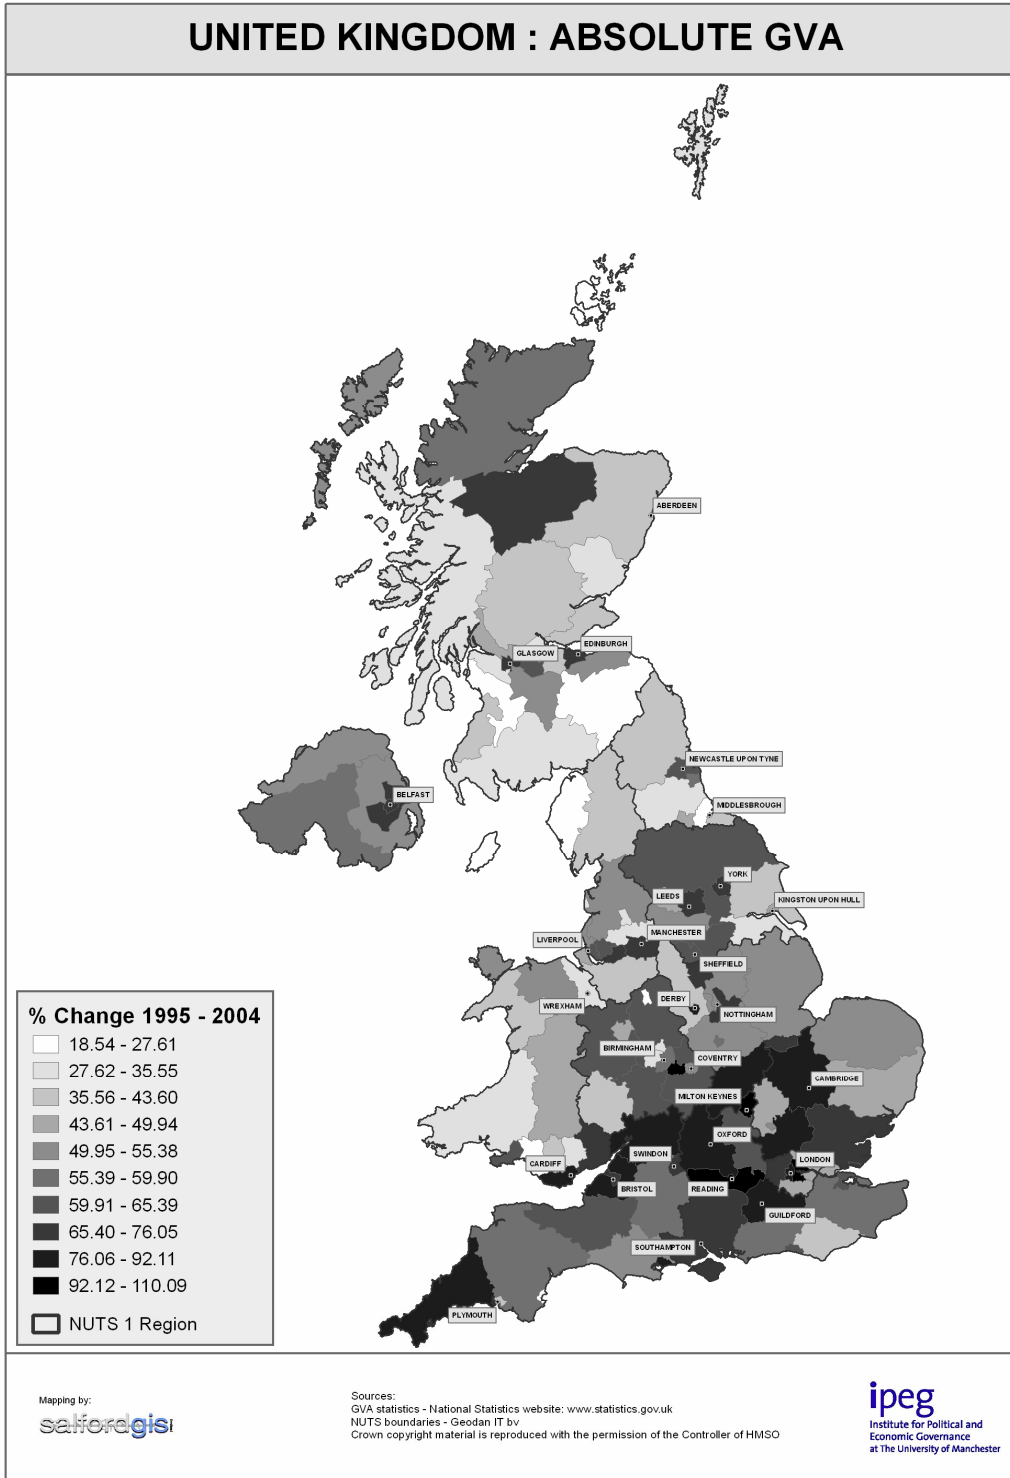 UNITED KINGDOM : ABSOLUTE GVA
ABERDEEN
EDINBURGH
GLASGOW
NEWCASTLE UPON TYNE
BELFAST
MIDDLESBROUGH
YORK
LEEDS
KINGSTON UPON HULL
MANCHESTER
LIVERPOOL
SHEFFIELD
WREXHAM
DERBY
NOTTINGHAM
BIRMINGHAM
COVENTRY
CAMBRIDGE
MILTON KEYNES
OXFORD
SWINDON
LONDON
CARDIFF
BRISTOL
READING
GUILDFORD
SOUTHAMPTON
PLYMOUTH
% Change 1995 - 2004
18.54 - 27.61
27.62 - 35.55
35.56 - 43.60
43.61 - 49.94
49.95 - 55.38
55.39 - 59.90
59.91 - 65.39
65.40 - 76.05
76.06 - 92.11
92.12 - 110.09
NUTS 1 Region
Mapping by:
salfordgis
Sources:
GVA statistics - National Statistics website: www.statistics.gov.uk
NUTS boundaries - Geodan IT bv
Crown copyright material is reproduced with the permission of the Controller of HMSO
ipeg
Institute for Political and
Economic Governance
at The University of Manchester